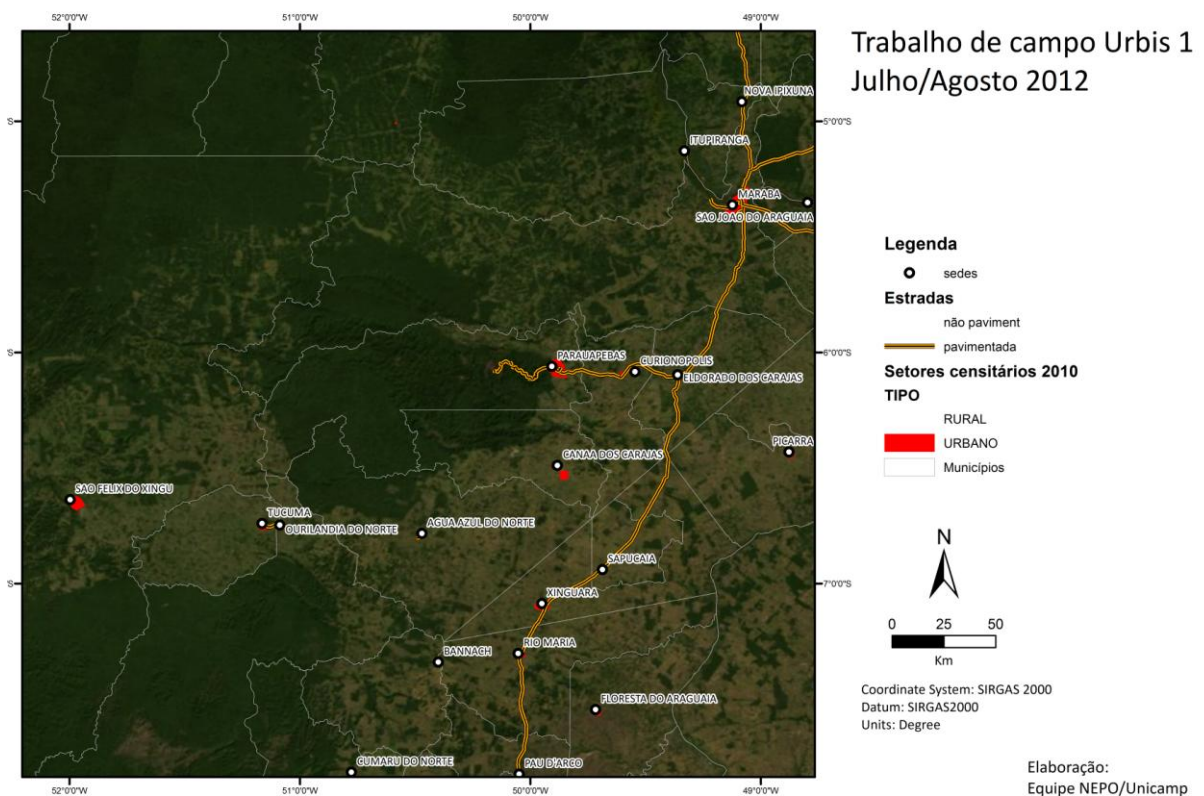 52°0'0"W
51°0'0"W
50°0'0"W
49°0'0"W
Trabalho de campo Urbis 1
Julho/Agosto 2012
NOVA IPIXUNA
5°0'0"S
ITUPIRANGA
MARABA
SAO JOAO DO ARAGUAIA
Legenda
sedes
Estradas
não paviment
pavimentada
PARAUAPEBAS
CURIONOPOLIS
6°0'0"S
ELDORADO DOS CARAJAS
Setores censitários 2010
TIPO
RURAL
URBANO
Municípios
PICARRA
CANAA DOS CARAJAS
SAO FELIX DO XINGU
TUCUMA
OURILANDIA DO NORTE
AGUA AZUL DO NORTE
SAPUCAIA
7°0'0"S
XINGUARA
N
0 25 50
Km
RIO MARIA
BANNACH
FLORESTA DO ARAGUAIA
Coordinate System: SIRGAS 2000
Datum: SIRGAS2000
Units: Degree
CUMARU DO NORTE
PAU D'ARCO
52°0'0"W
51°0'0"W
50°0'0"W
49°0'0"W
Elaboração:
Equipe NEPO/Unicamp